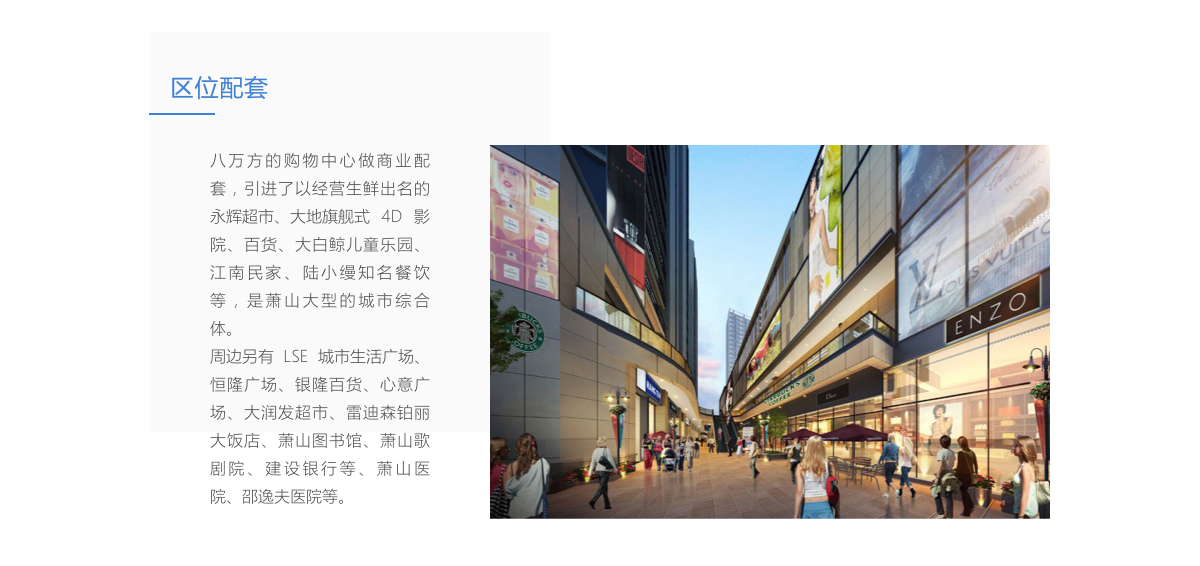 区位配套
八万方的购物中心做商业配
套，引进了以经营生鲜出名的
永辉超市、大地旗舰式 4D 影
院、百货、大白鲸儿童乐园、
江南民家、陆小缦知名餐饮
等，是萧山大型的城市综合
体。
周边另有 LSE 城市生活广场、
恒隆广场、银隆百货、心意广
场、大润发超市、雷迪森铂丽
大饭店、萧山图书馆、萧山歌
剧院、建设银行等、萧山医
院、邵逸夫医院等。
WOMAN
LOUIS VUITTON
ENZO
Dior